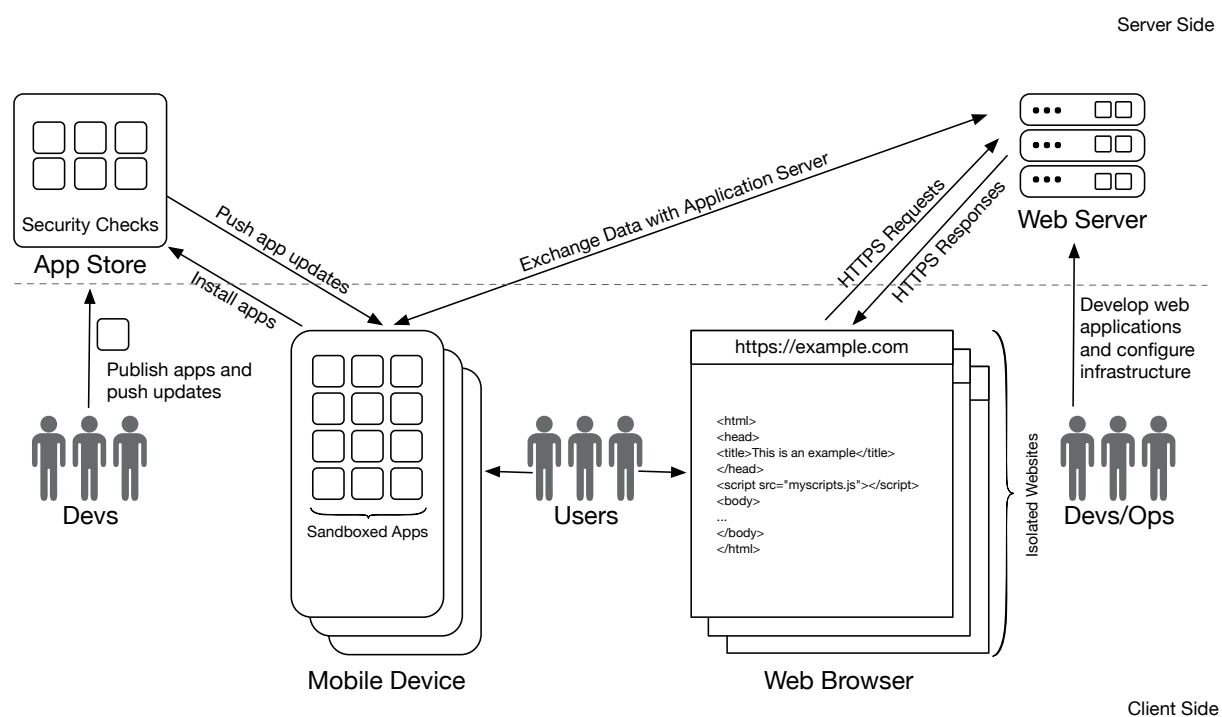 Server Side
Security Checks
App Store
Push app updates
Install apps
Exchange Data with Application Server
HTTPS Requests
HTTPS Responses
Web Server
Publish apps and
push updates
Develop web
applications
and configure
infrastructure
https://example.com
<html>
<head>
<title>This is an example</title>
</head>
<script src="myscripts.js"></script>
<body>
...
</body>
</html>
Isolated Websites
Devs
Sandboxed Apps
Users
Devs/Ops
Mobile Device
Web Browser
Client Side